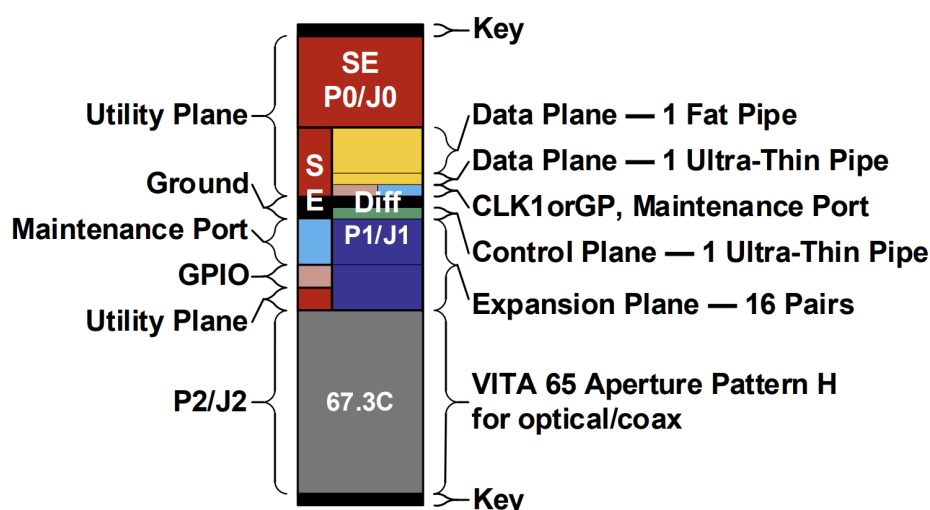 Key
SE
P0/J0
Utility Plane
Data Plane — 1 Fat Pipe
Data Plane — 1 Ultra-Thin Pipe
S
E
Ground
Diff
CLK1orGP, Maintenance Port
Maintenance Port
P1/J1
Control Plane — 1 Ultra-Thin Pipe
GPIO
Expansion Plane — 16 Pairs
Utility Plane
P2/J2
67.3C
VITA 65 Aperture Pattern H
for optical/coax
Key